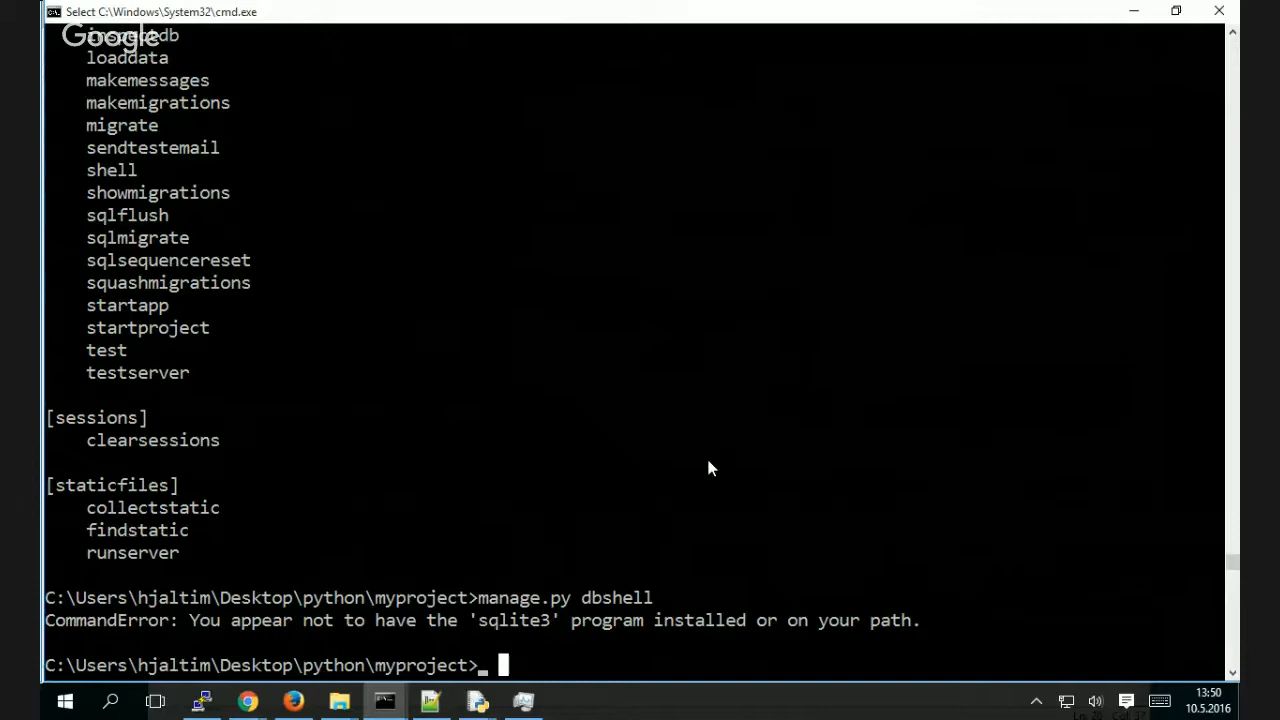 Select C:\Windows\System32\cmd.exe
Google
loaddata
makemessages
makemigrations
migrate
sendtestemail
shell
showmigrations
sqlflush
sqlmigrate
sqlsequencereset
squashmigrations
startapp
startproject
test
testserver
[sessions]
clearsessions
[staticfiles]
collectstatic
findstatic
runserver
C:\Users\hjaltim\Desktop\python\myproject>manage.py dbshell
CommandError: You appear not to have the 'sqlite3' program installed or on your path.
C:\Users\hjaltim\Desktop\python\myproject>_
13:50
10.5.2016